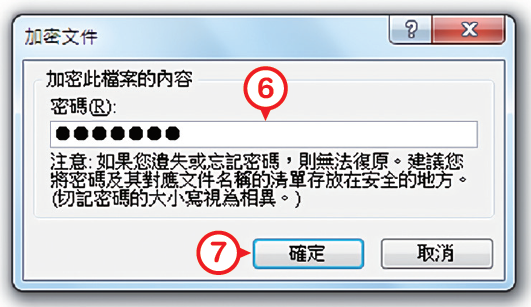 加密文件
加密此檔案的內容
密碼(R):
●●●●●●●
注意: 如果您遺失或忘記密碼，則無法復原。建議您
將密碼及其對應文件名稱的清單存放在安全的地方。
(切記密碼的大小寫視為相異。)
確定
取消
6
7